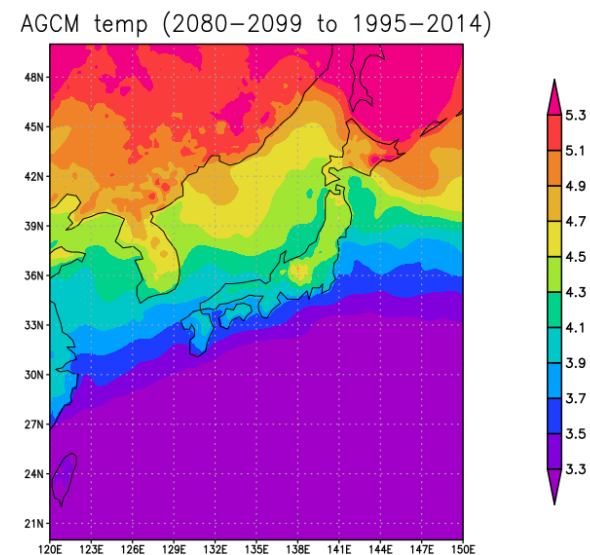 AGCM temp (2080−2099 to 1995−2014)
48N
45N
42N
39N
36N
33N
30N
27N
24N
21N
120E 123E 126E 129E 132E 135E 138E 141E 144E 147E 150E
5.3
5.1
4.9
4.7
4.5
4.3
4.1
3.9
3.7
3.5
3.3